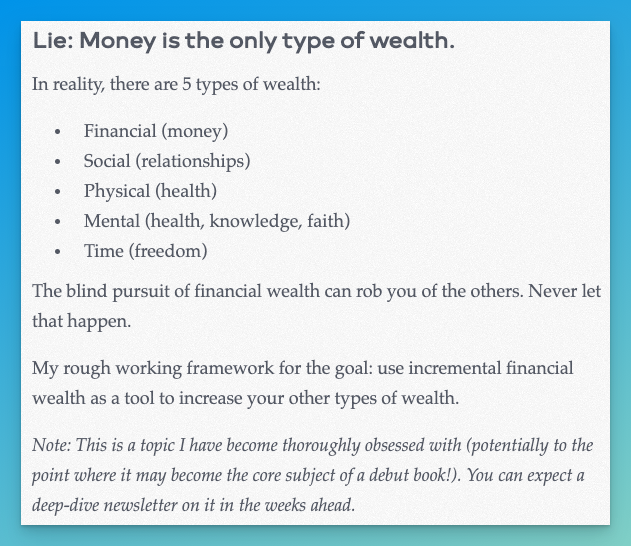 Lie: Money is the only type of wealth.
In reality, there are 5 types of wealth:
• Financial (money)
• Social (relationships)
• Physical (health)
• Mental (health, knowledge, faith)
• Time (freedom)
The blind pursuit of financial wealth can rob you of the others. Never let
that happen.
My rough working framework for the goal: use incremental financial
wealth as a tool to increase your other types of wealth.
Note: This is a topic I have become thoroughly obsessed with (potentially to the
point where it may become the core subject of a debut book!). You can expect a
deep-dive newsletter on it in the weeks ahead.